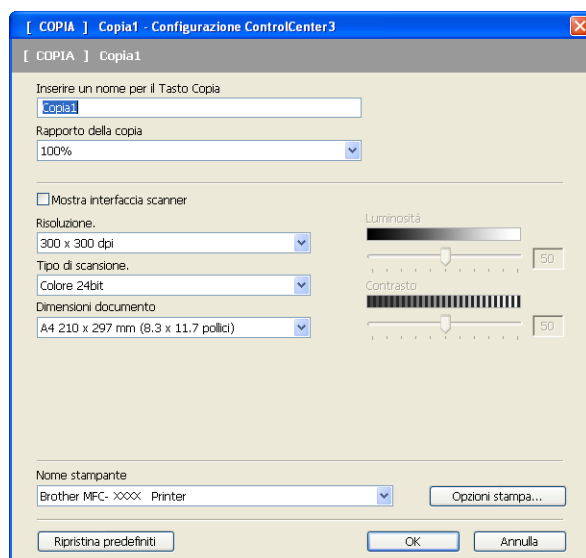 [ COPIA ] Copia1 - Configurazione ControlCenter3
[ COPIA ] Copia1
Inserire un nome per il Tasto Copia
Copia1
Rapporto della copia
100%
Mostra interfaccia scanner
Risoluzione.
300 x 300 dpi
Tipo di scansione.
Colore 24bit
Dimensioni documento
A4 210 x 297 mm (8.3 x 11.7 pollici)
Luminosità
50
Contrasto
50
Nome stampante
Brother MFC- XXXX Printer
Opzioni stampa...
Ripristina predefiniti
OK
Annulla